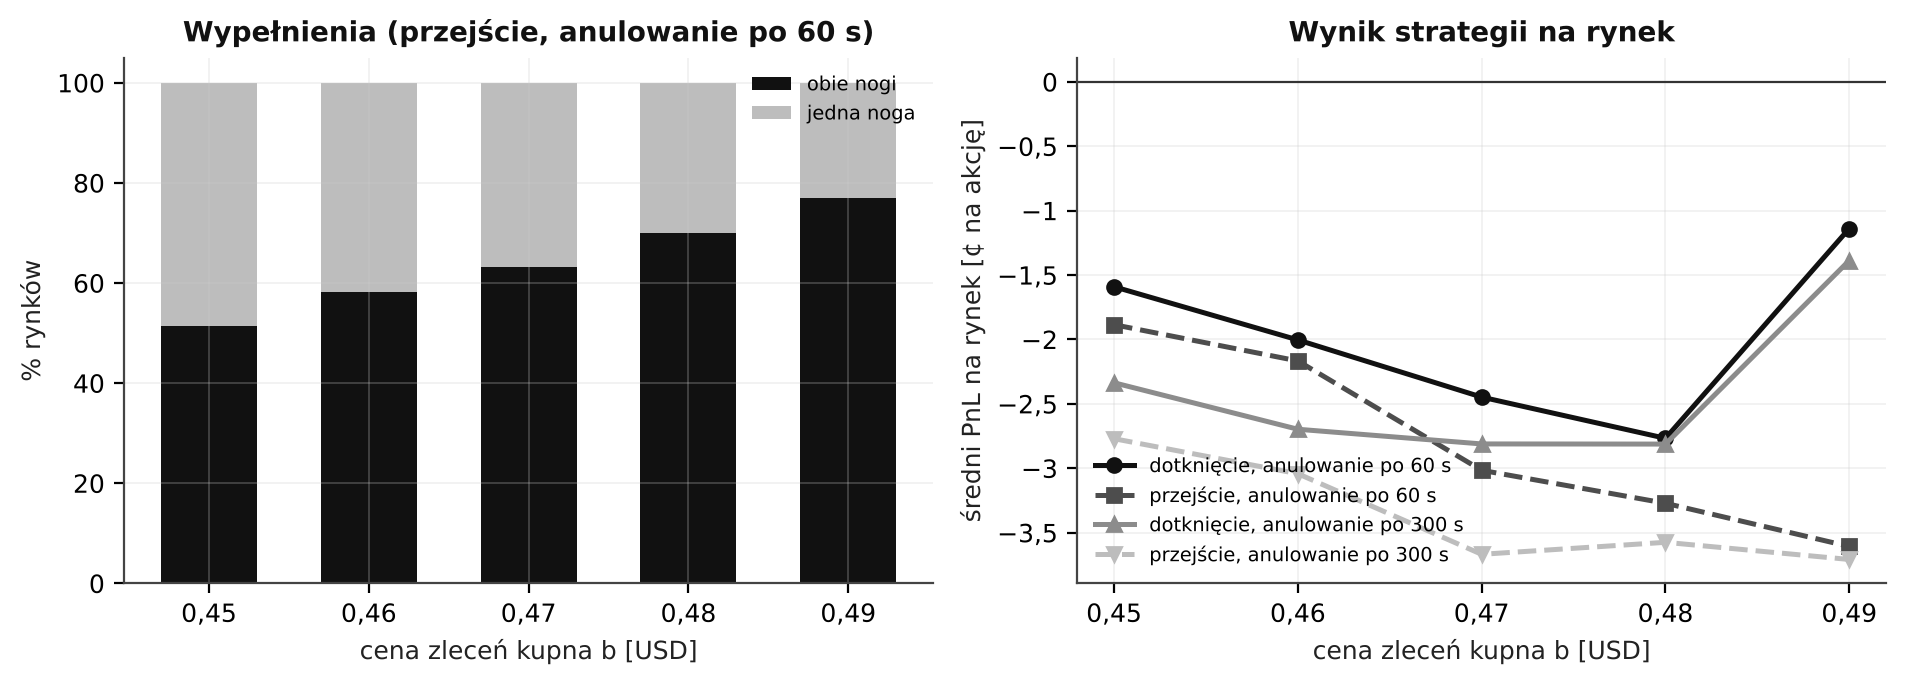 Wypełnienia (przejście, anulowanie po 60 s)
obie nogi
jedna noga
100
80
60
40
20
0
% rynków
0,45 0,46 0,47 0,48 0,49
cena zleceń kupna b [USD]
Wynik strategii na rynek
0
−0,5
−1
−1,5
−2
−2,5
−3
−3,5
średni PnL na rynek [¢ na akcję]
dotknięcie, anulowanie po 60 s
przejście, anulowanie po 60 s
dotknięcie, anulowanie po 300 s
przejście, anulowanie po 300 s
0,45 0,46 0,47 0,48 0,49
cena zleceń kupna b [USD]